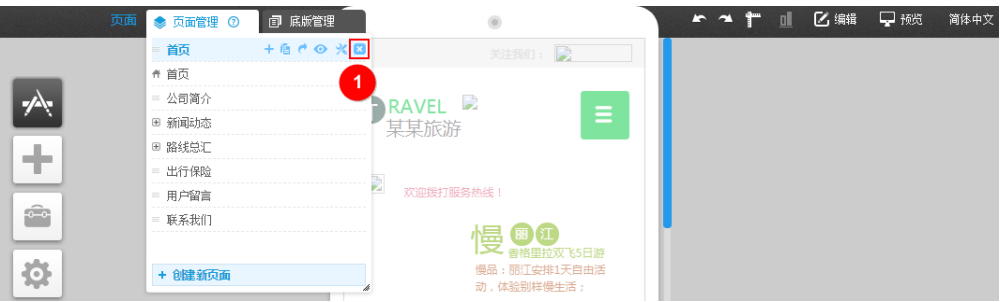 页面 页面管理 ? 底版管理 编辑 预览 简体中文
首页
1
首页
公司简介
新闻动态
路线总汇
出行保险
用户留言
联系我们
+ 创建新页面
关注我们：
RAVEL
某某旅游
欢迎拨打服务热线！
慢 丽 江
香格里拉双飞5日游
慢品：丽江安排1天自由活
动，体验别样慢生活；